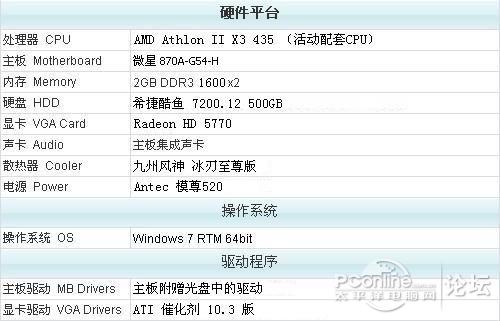 硬件平台
处理器 CPU AMD Athlon II X3 435 （活动配套CPU）
主板 Motherboard 微星870A-G54-H
内存 Memory 2GB DDR3 1600x2
硬盘 HDD 希捷酷鱼 7200.12 500GB
显卡 VGA Card Radeon HD 5770
声卡 Audio 主板集成声卡
散热器 Cooler 九州风神 冰刃至尊版
电源 Power Antec 模尊520
操作系统
操作系统 OS Windows 7 RTM 64bit
驱动程序
主板驱动 MB Drivers 主板附赠光盘中的驱动
显卡驱动 VGA Drivers ATI 催化剂 10.3 版
PConline 论坛
太平洋电脑网